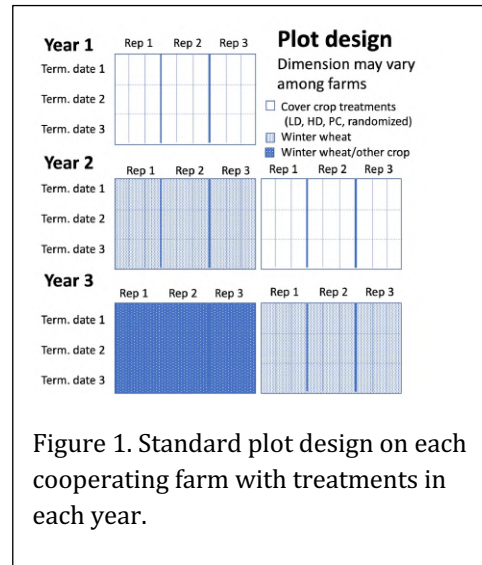 Year 1
Rep 1 Rep 2 Rep 3
Plot design
Dimension may vary
among farms
Term. date 1
Term. date 2
Term. date 3
Cover crop treatments
(LD, HD, PC, randomized)
Winter wheat
Winter wheat/other crop
Year 2
Rep 1 Rep 2 Rep 3
Rep 1 Rep 2 Rep 3
Term. date 1
Term. date 2
Term. date 3
Year 3
Rep 1 Rep 2 Rep 3
Rep 1 Rep 2 Rep 3
Term. date 1
Term. date 2
Term. date 3
Figure 1. Standard plot design on each
cooperating farm with treatments in
each year.